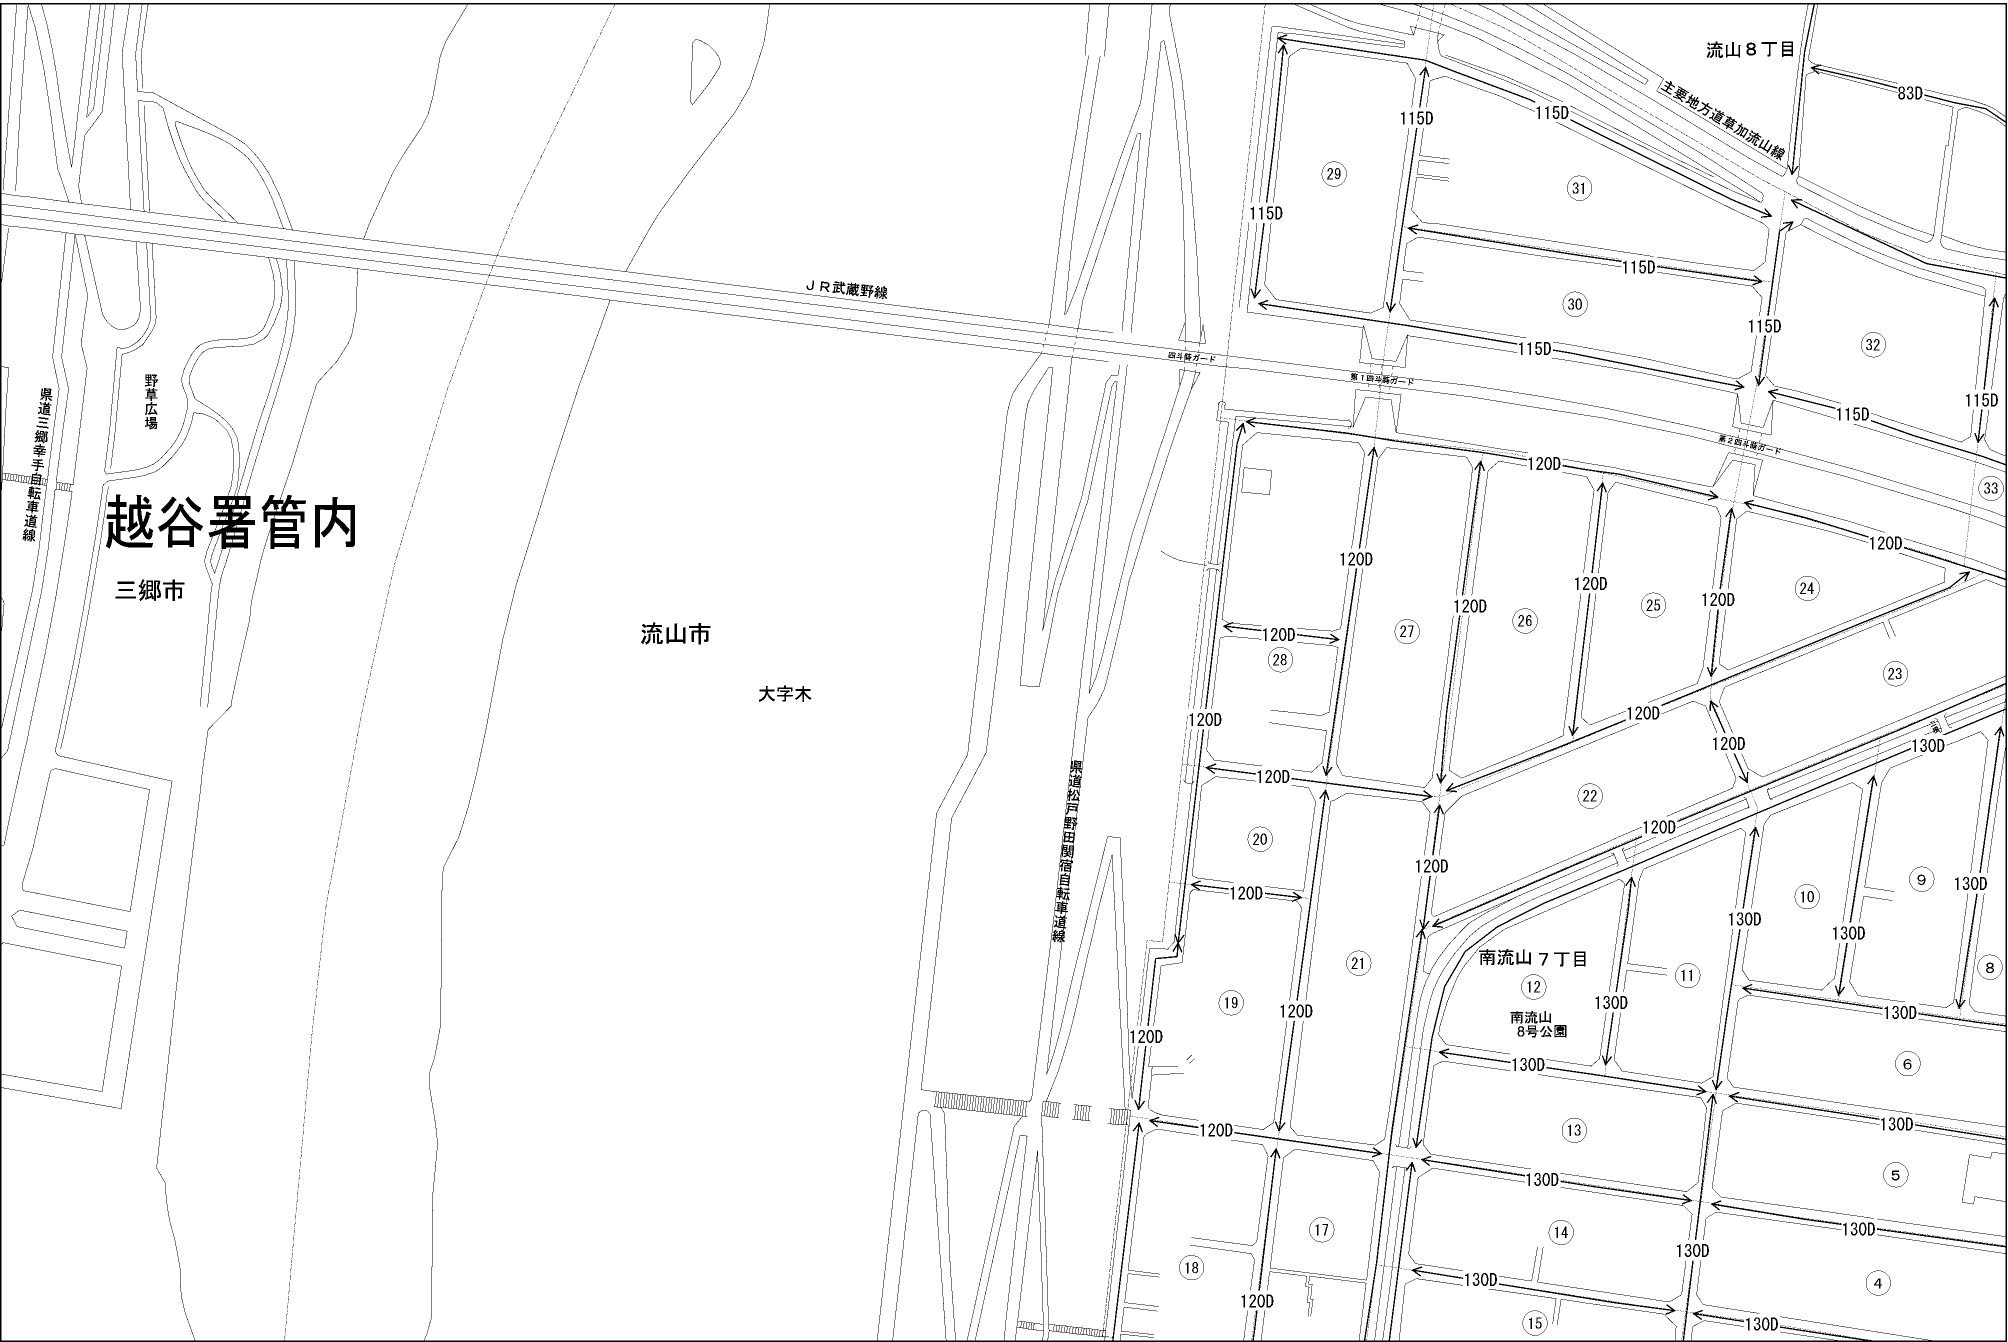 流山８丁目
主要地方道草加流山線
83D
115D
115D
29
31
115D
115D
30
115D
115D
32
115D
115D
115D
ＪＲ武蔵野線
四斗蒔ガード
第１四斗蒔ガード
第２四斗蒔ガード
33
野草広場
県道三郷幸手自転車道線
越谷署管内
三郷市
流山市
大字木
県道松戸野田関宿自転車道線
120D
120D
120D
120D
120D
120D
24
25
26
27
120D
28
23
120D
120D
120D
120D
130D
22
120D
20
120D
120D
9
10
130D
130D
130D
8
21
南流山７丁目
12
11
南流山
8号公園
19
120D
130D
130D
120D
130D
6
120D
13
130D
130D
5
17
14
130D
130D
18
130D
4
120D
15
130D